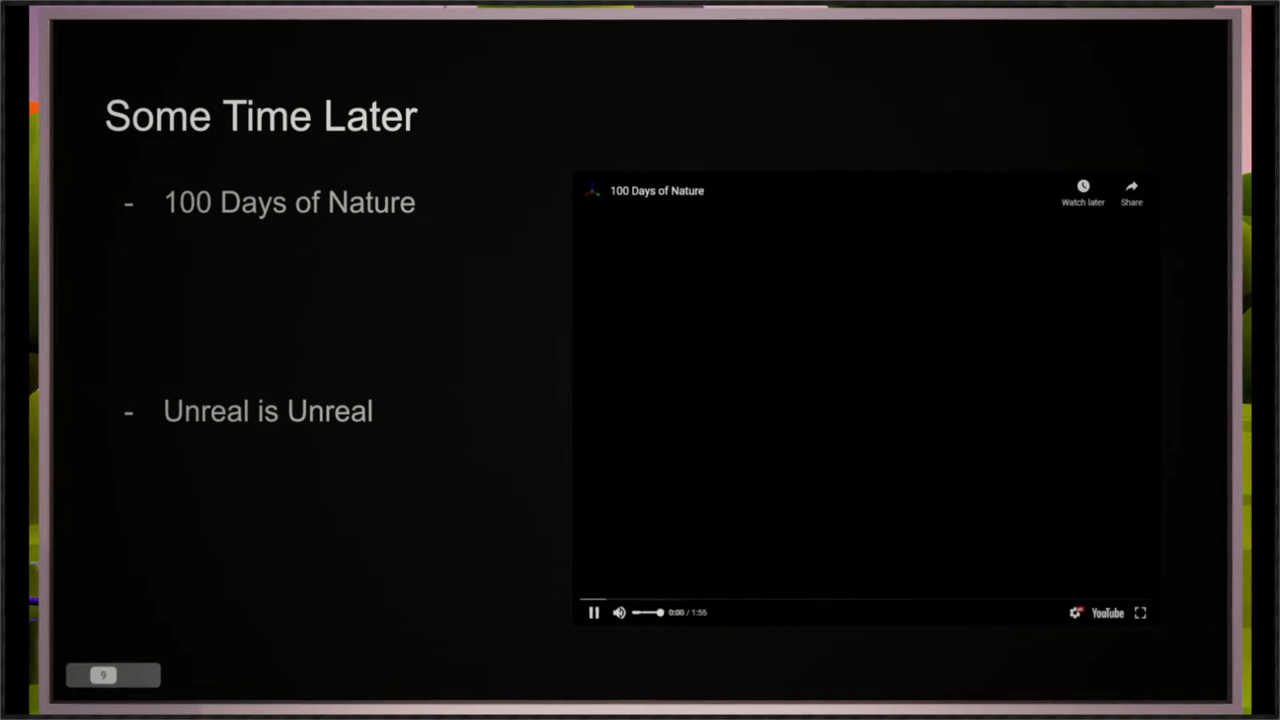 Some Time Later
- 100 Days of Nature
- Unreal is Unreal
100 Days of Nature
Watch later
Share
0:00 / 1:55
YouTube
9